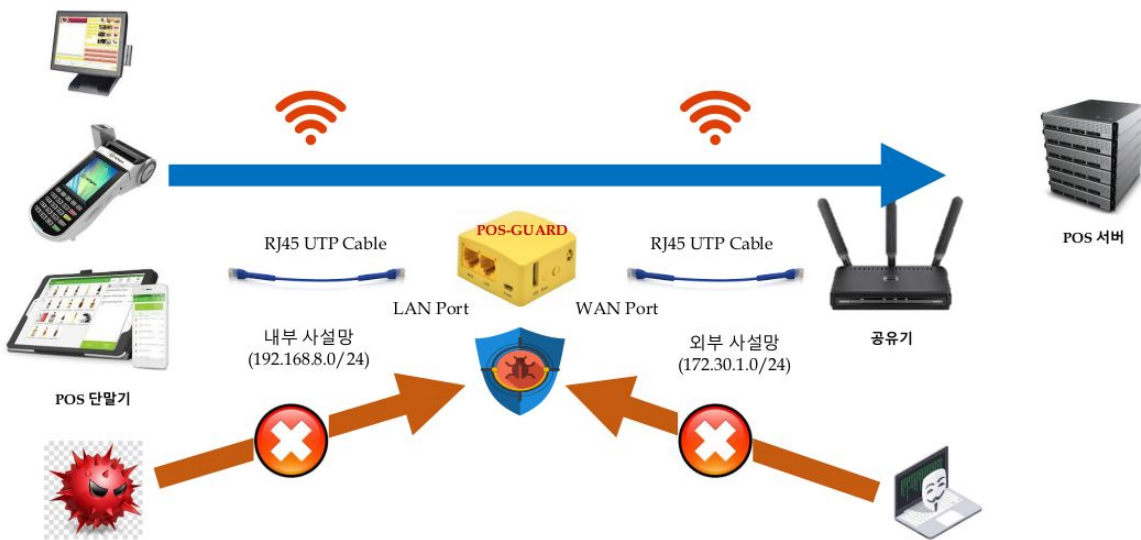 POS-GUARD
RJ45 UTP Cable
RJ45 UTP Cable
POS 서버
LAN Port
WAN Port
내부 사설망
(192.168.8.0/24)
외부 사설망
(172.30.1.0/24)
공유기
POS 단말기